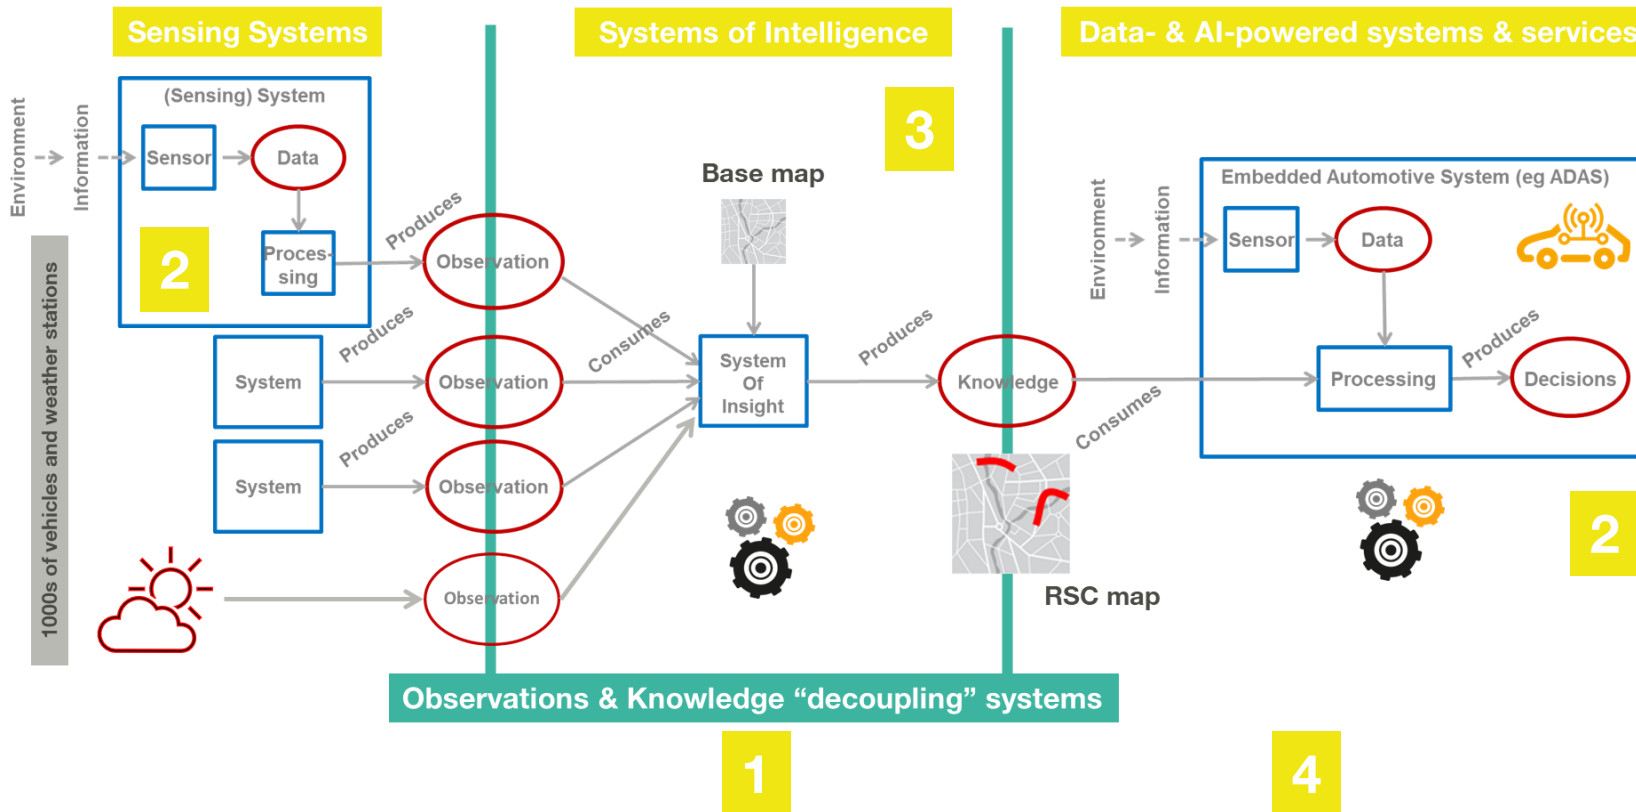 Sensing Systems
Systems of Intelligence
Data- & AI-powered systems & services
(Sensing) System
Environment
Information
Sensor
Data
Proces-
sing
2
Produces
Observation
1000s of vehicles and weather stations
System
Produces
Observation
Consumes
System
Produces
Observation
Observation
3
Base map
System
Of
Insight
Produces
Knowledge
RSC map
Consumes
Environment
Information
Embedded Automotive System (eg ADAS)
Sensor
Data
Processing
Produces
Decisions
2
Observations & Knowledge “decoupling” systems
1
4